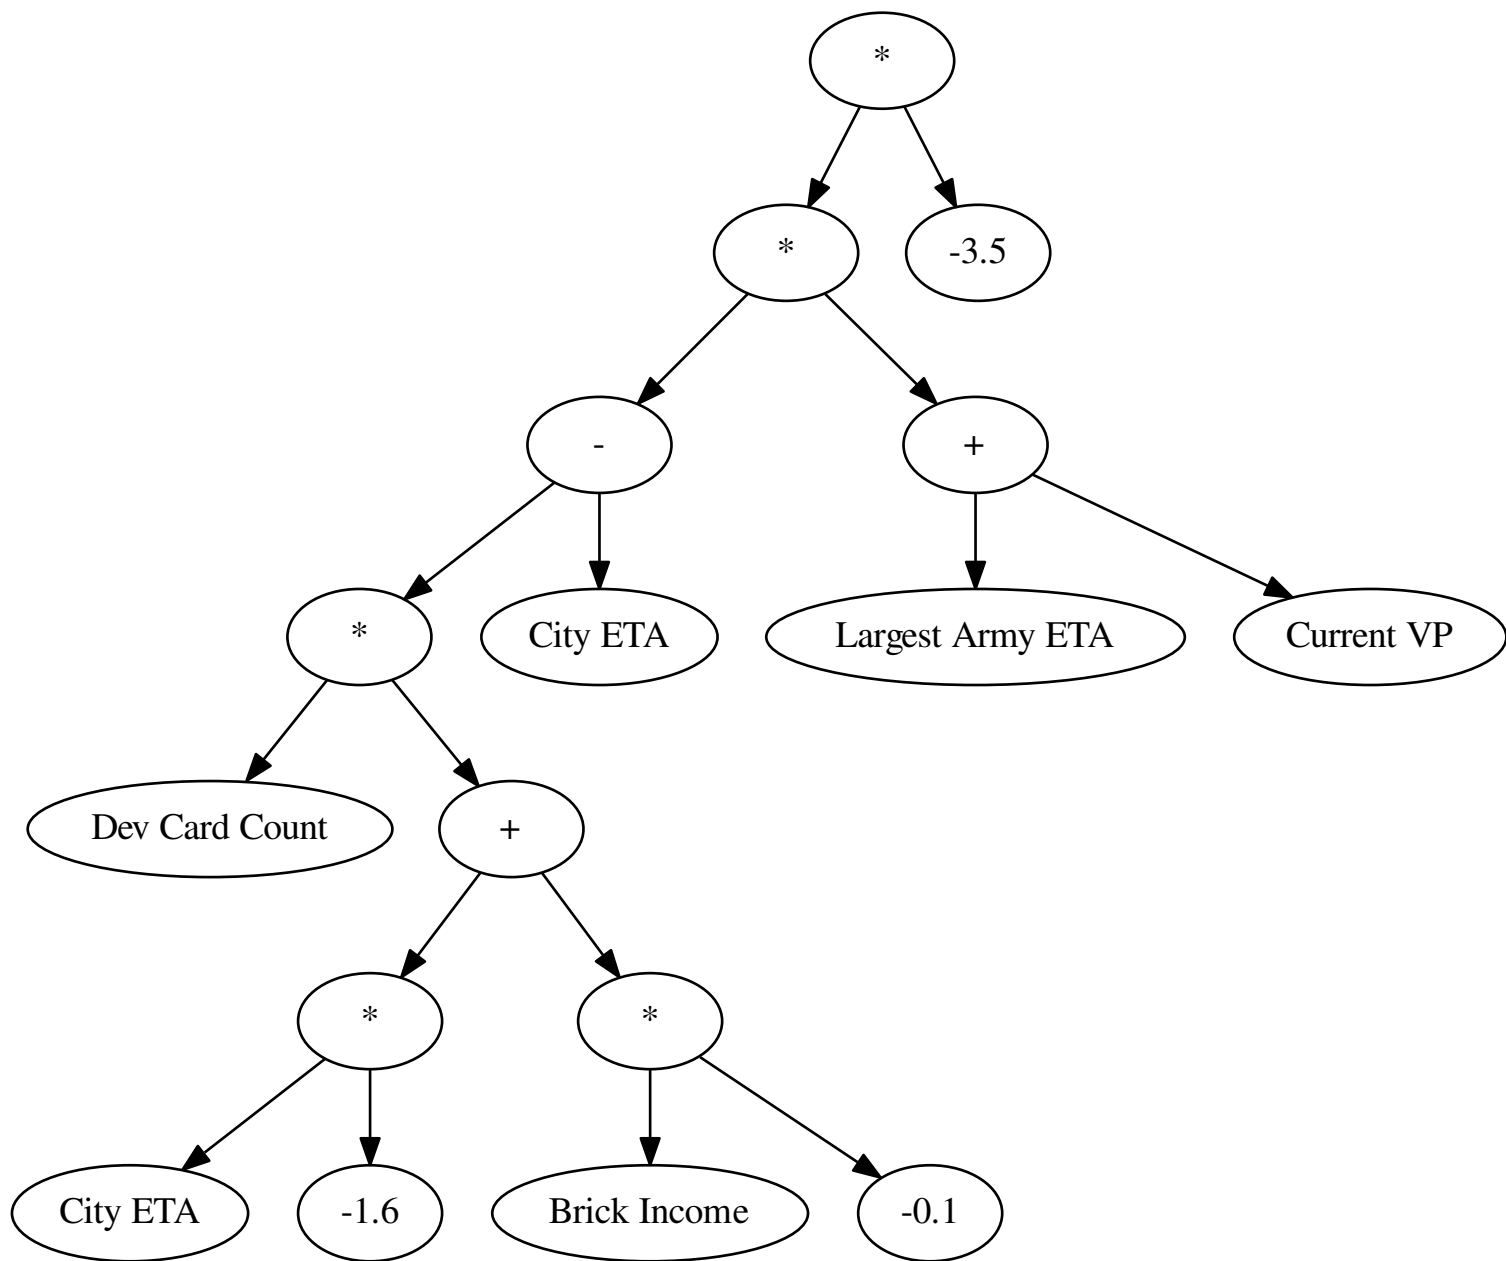 *
*
-3.5
-
+
*
City ETA
Largest Army ETA
Current VP
Dev Card Count
+
*
*
City ETA
-1.6
Brick Income
-0.1